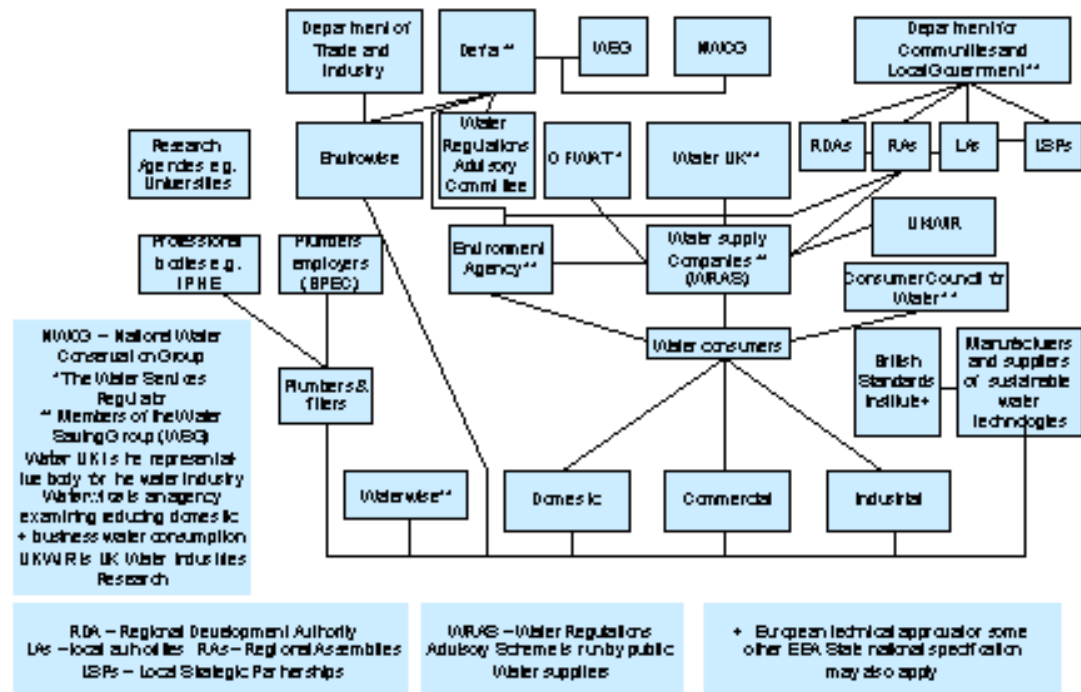 Department of
Trade and
Industry
Defra **
WSG
NWCG
Department for
Communities and
Local Government **
Research
Agencies e.g.
Universities
Envirowise
Water
Regulations
Advisory
Committee
OFWAT *
Water UK **
RDAs
RAs
LAs
LSPs
Professional
bodies e.g.
IPHE
Plumbers
employers
(BPEC)
Environment
Agency **
Water supply
Companies **
(WRAS)
UKWIR
Consumer Council for
Water **
Water consumers
British
Standards
Institute+
Manufacturers
and suppliers
of sustainable
water
technologies
Plumbers &
fitters
Waterwise **
Domestic
Commercial
Industrial
NWCG – National Water
Conservation Group
* The Water Services
Regulator
** Members of the Water
Saving Group (WSG)
Water UK is the representat-
ive body for the water industry
Waterwise is an agency
examining reducing domestic
+ business water consumption
UKWIR is UK Water Industries
Research
RDA – Regional Development Authority
LAs – local authorities RAs – Regional Assemblies
LSPs – Local Strategic Partnerships
WRAS – Water Regulations
Advisory Scheme is run by public
Water suppliers
+ European technical approval or some
other EEA State national specification
may also apply